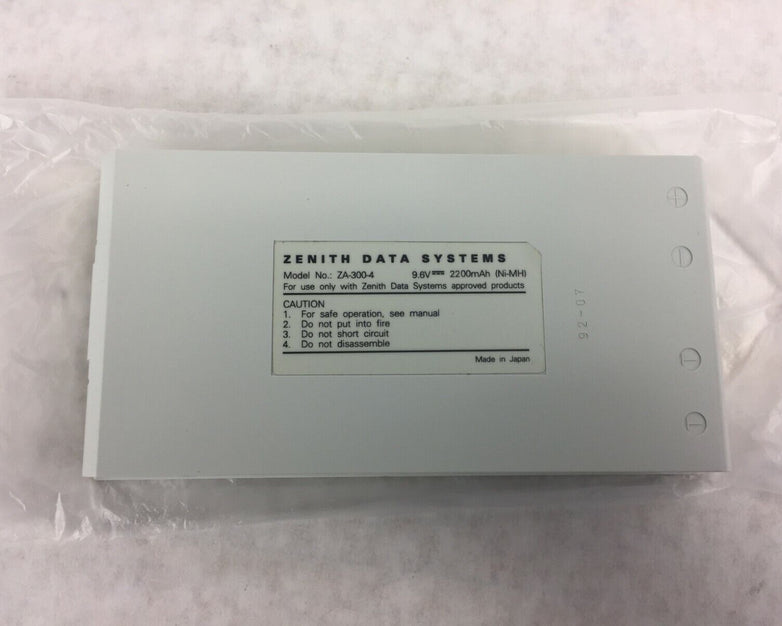 ZENITH DATA SYSTEMS
Model No.: ZA-300-4 9.6V⎓ 2200mAh (Ni-MH)
For use only with Zenith Data Systems approved products
CAUTION
1. For safe operation, see manual
2. Do not put into fire
3. Do not short circuit
4. Do not disassemble
Made in Japan
92-07
+
−
T
T